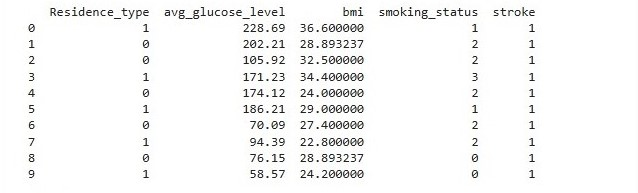 Residence_type avg_glucose_level bmi smoking_status stroke
0 1 228.69 36.600000 1 1
1 0 202.21 28.893237 2 1
2 0 105.92 32.500000 2 1
3 1 171.23 34.400000 3 1
4 0 174.12 24.000000 2 1
5 1 186.21 29.000000 1 1
6 0 70.09 27.400000 2 1
7 1 94.39 22.800000 2 1
8 0 76.15 28.893237 0 1
9 1 58.57 24.200000 0 1